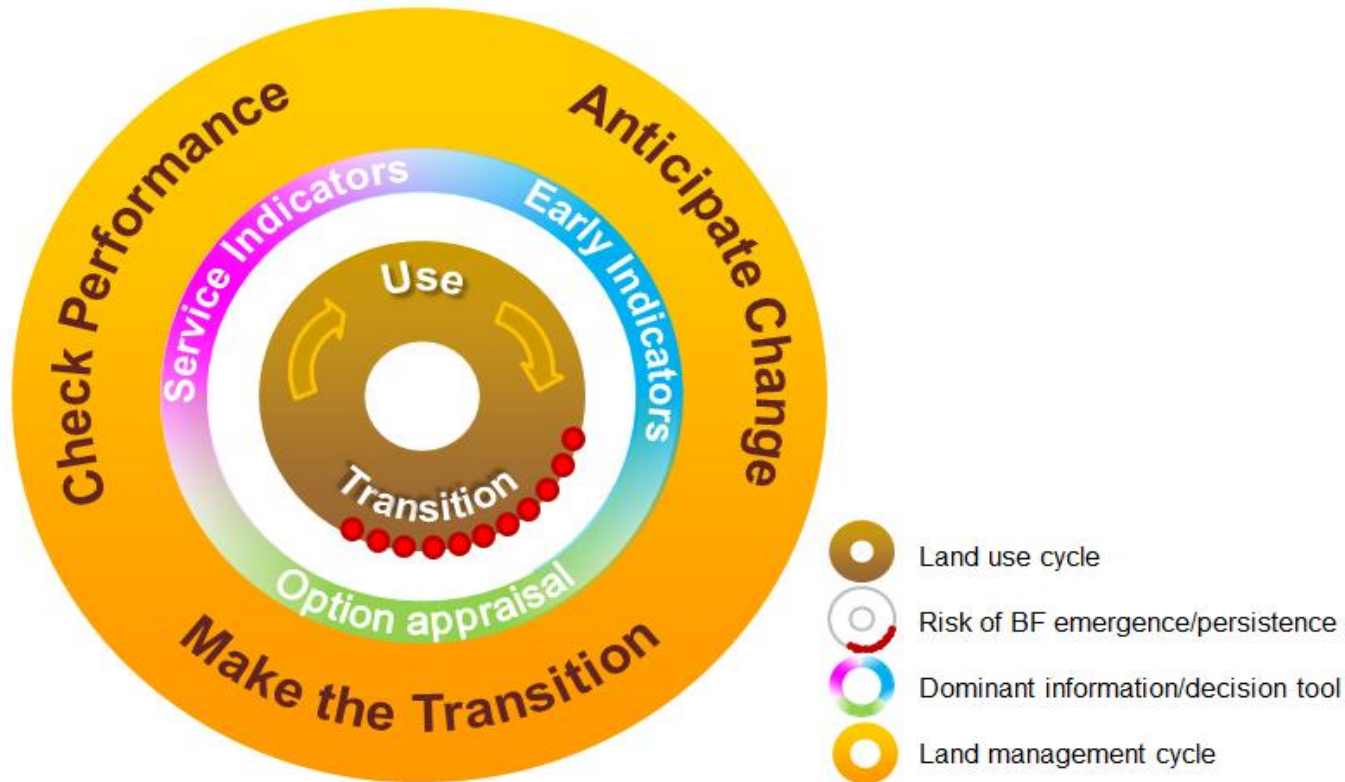 Check Performance
Anticipate Change
Service Indicators
Early Indicators
Use
Transition
Option appraisal
Make the Transition
Land use cycle
Risk of BF emergence/persistence
Dominant information/decision tool
Land management cycle